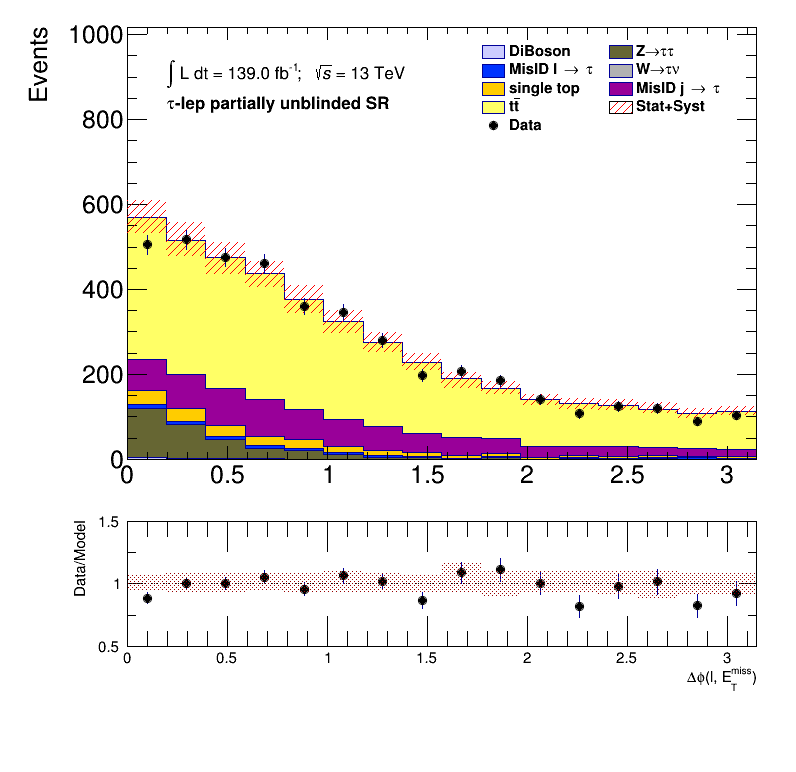 Events
1000
800
600
400
200
0
∫ L dt = 139.0 fb⁻¹; √s = 13 TeV
τ-lep partially unblinded SR
DiBoson
MisID l → τ
single top
tt̄
Data
Z→ττ
W→τν
MisID j → τ
Stat+Syst
0 0.5 1 1.5 2 2.5 3
Data/Model
1.5
1
0.5
0 0.5 1 1.5 2 2.5 3
Δϕ(l, E_T^miss)